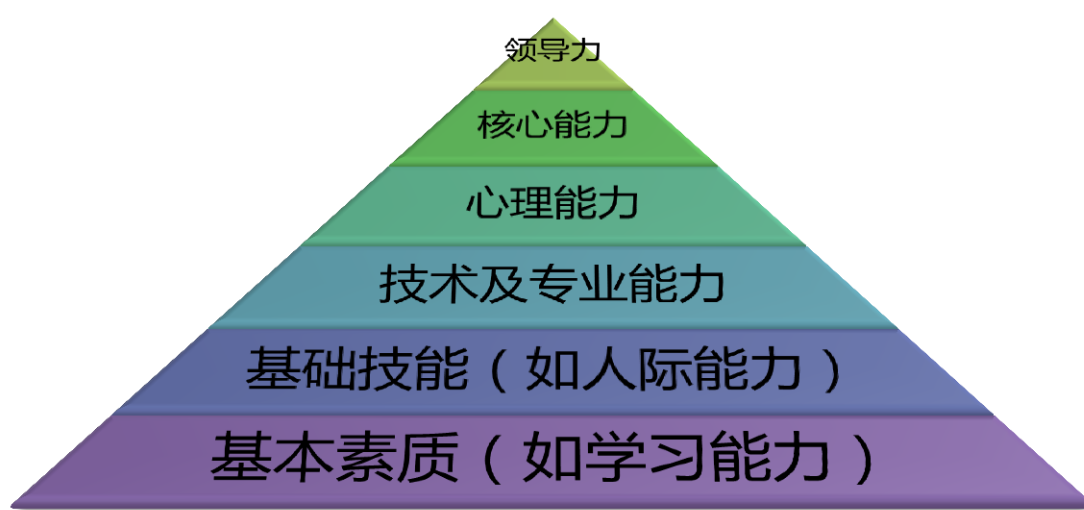 领导力
核心能力
心理能力
技术及专业能力
基础技能（如人际能力）
基本素质（如学习能力）